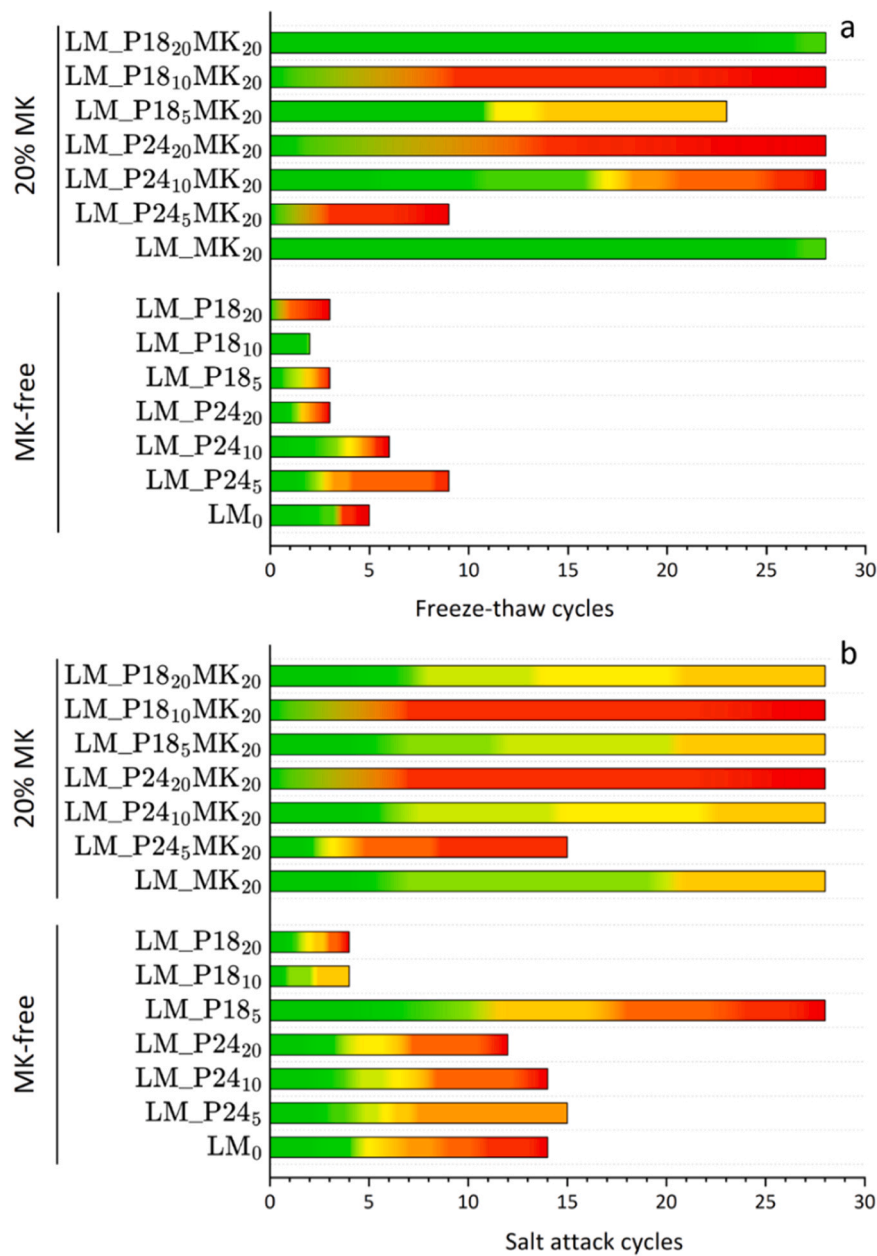 a
20% MK
LM_P18₂₀MK₂₀
LM_P18₁₀MK₂₀
LM_P18₅MK₂₀
LM_P24₂₀MK₂₀
LM_P24₁₀MK₂₀
LM_P24₅MK₂₀
LM_MK₂₀
MK-free
LM_P18₂₀
LM_P18₁₀
LM_P18₅
LM_P24₂₀
LM_P24₁₀
LM_P24₅
LM₀
0 5 10 15 20 25 30
Freeze-thaw cycles
b
20% MK
LM_P18₂₀MK₂₀
LM_P18₁₀MK₂₀
LM_P18₅MK₂₀
LM_P24₂₀MK₂₀
LM_P24₁₀MK₂₀
LM_P24₅MK₂₀
LM_MK₂₀
MK-free
LM_P18₂₀
LM_P18₁₀
LM_P18₅
LM_P24₂₀
LM_P24₁₀
LM_P24₅
LM₀
0 5 10 15 20 25 30
Salt attack cycles